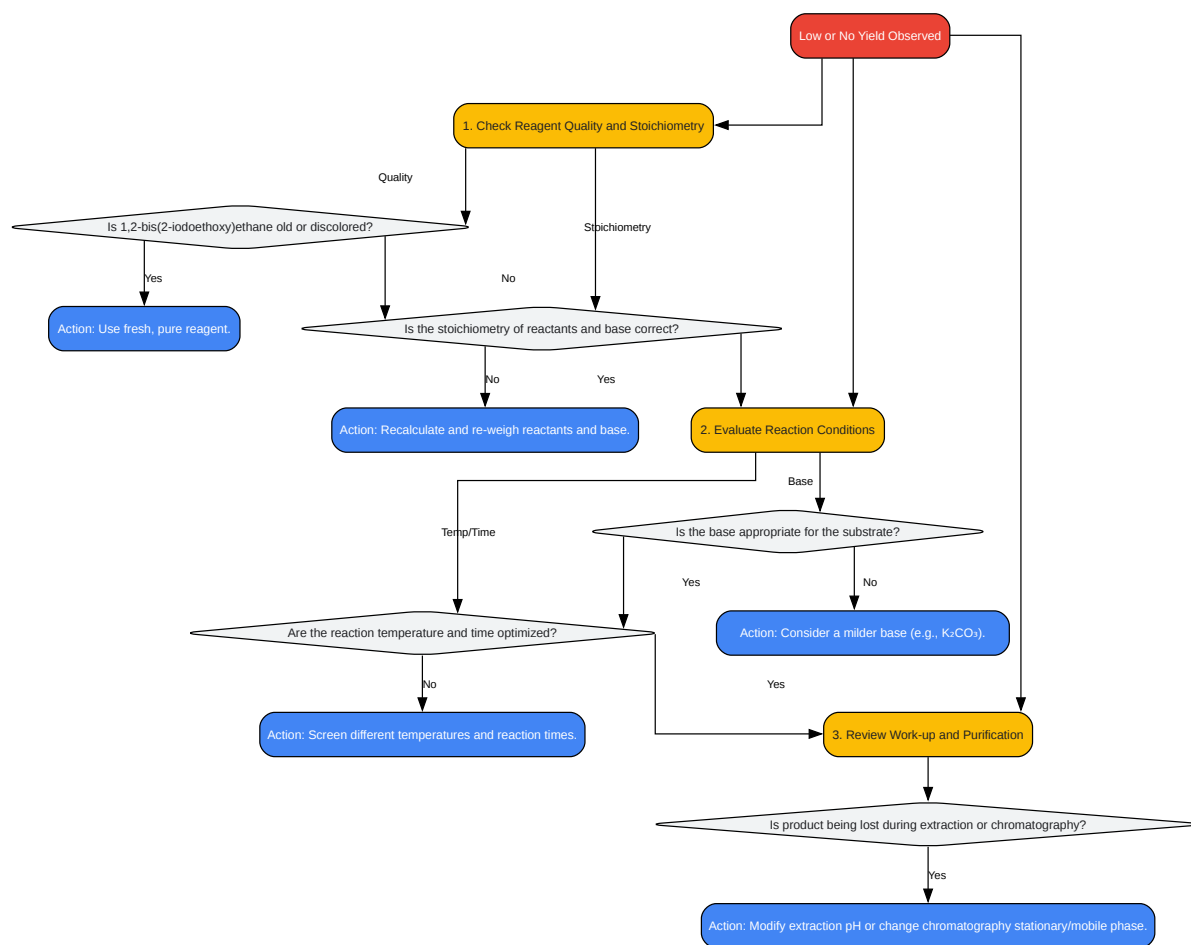 Low or No Yield Observed
1. Check Reagent Quality and Stoichiometry
Quality
Is 1,2-bis(2-iodoethoxy)ethane old or discolored?
Stoichiometry
Yes
No
Action: Use fresh, pure reagent.
Is the stoichiometry of reactants and base correct?
No
Yes
Action: Recalculate and re-weigh reactants and base.
2. Evaluate Reaction Conditions
Base
Temp/Time
Is the base appropriate for the substrate?
Yes
No
Action: Consider a milder base (e.g., K₂CO₃).
Are the reaction temperature and time optimized?
No
Yes
Action: Screen different temperatures and reaction times.
3. Review Work-up and Purification
Is product being lost during extraction or chromatography?
Yes
Action: Modify extraction pH or change chromatography stationary/mobile phase.